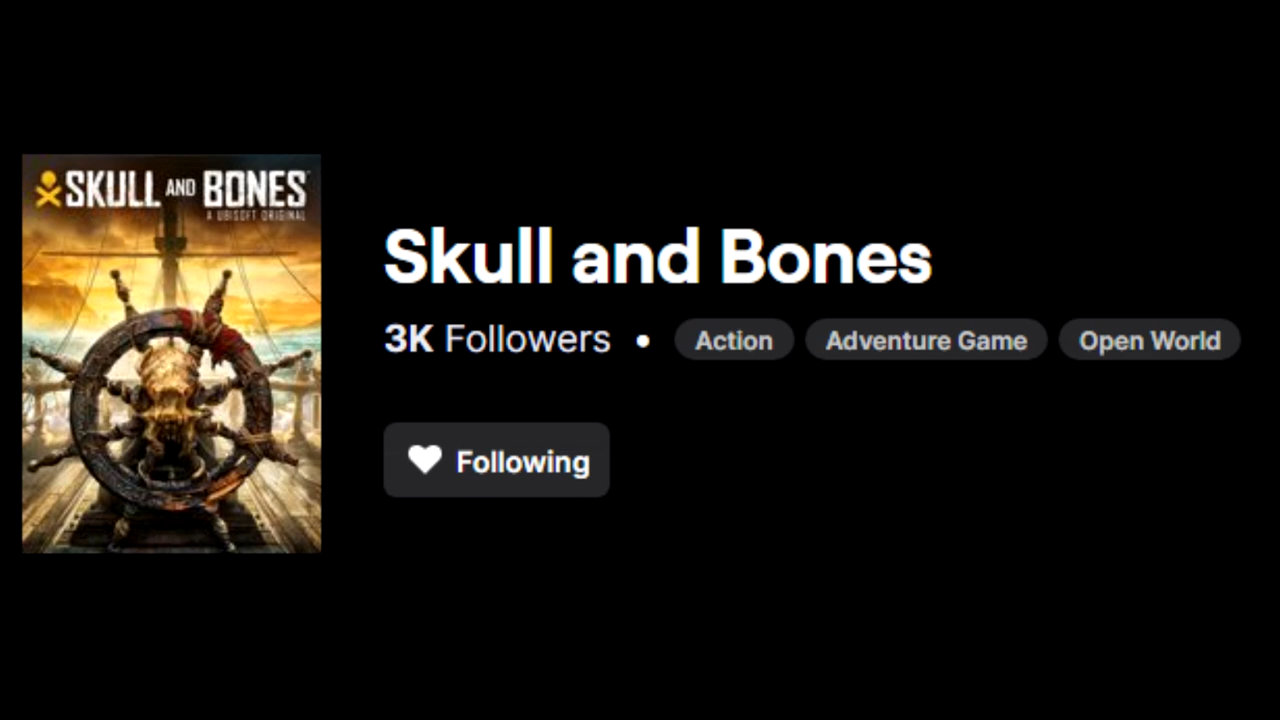 SKULL AND BONES
A UBISOFT ORIGINAL
Skull and Bones
3K Followers • Action Adventure Game Open World
Following